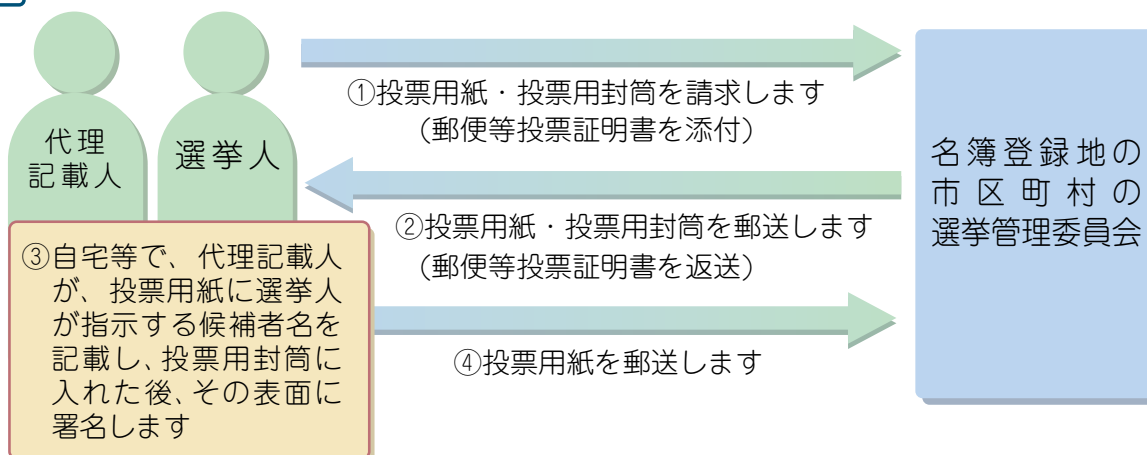 代理
記載人
選挙人
①投票用紙・投票用封筒を請求します
（郵便等投票証明書を添付）
②投票用紙・投票用封筒を郵送します
（郵便等投票証明書を返送）
③自宅等で、代理記載人
が、投票用紙に選挙人
が指示する候補者名を
記載し、投票用封筒に
入れた後、その表面に
署名します
④投票用紙を郵送します
名簿登録地の
市区町村の
選挙管理委員会